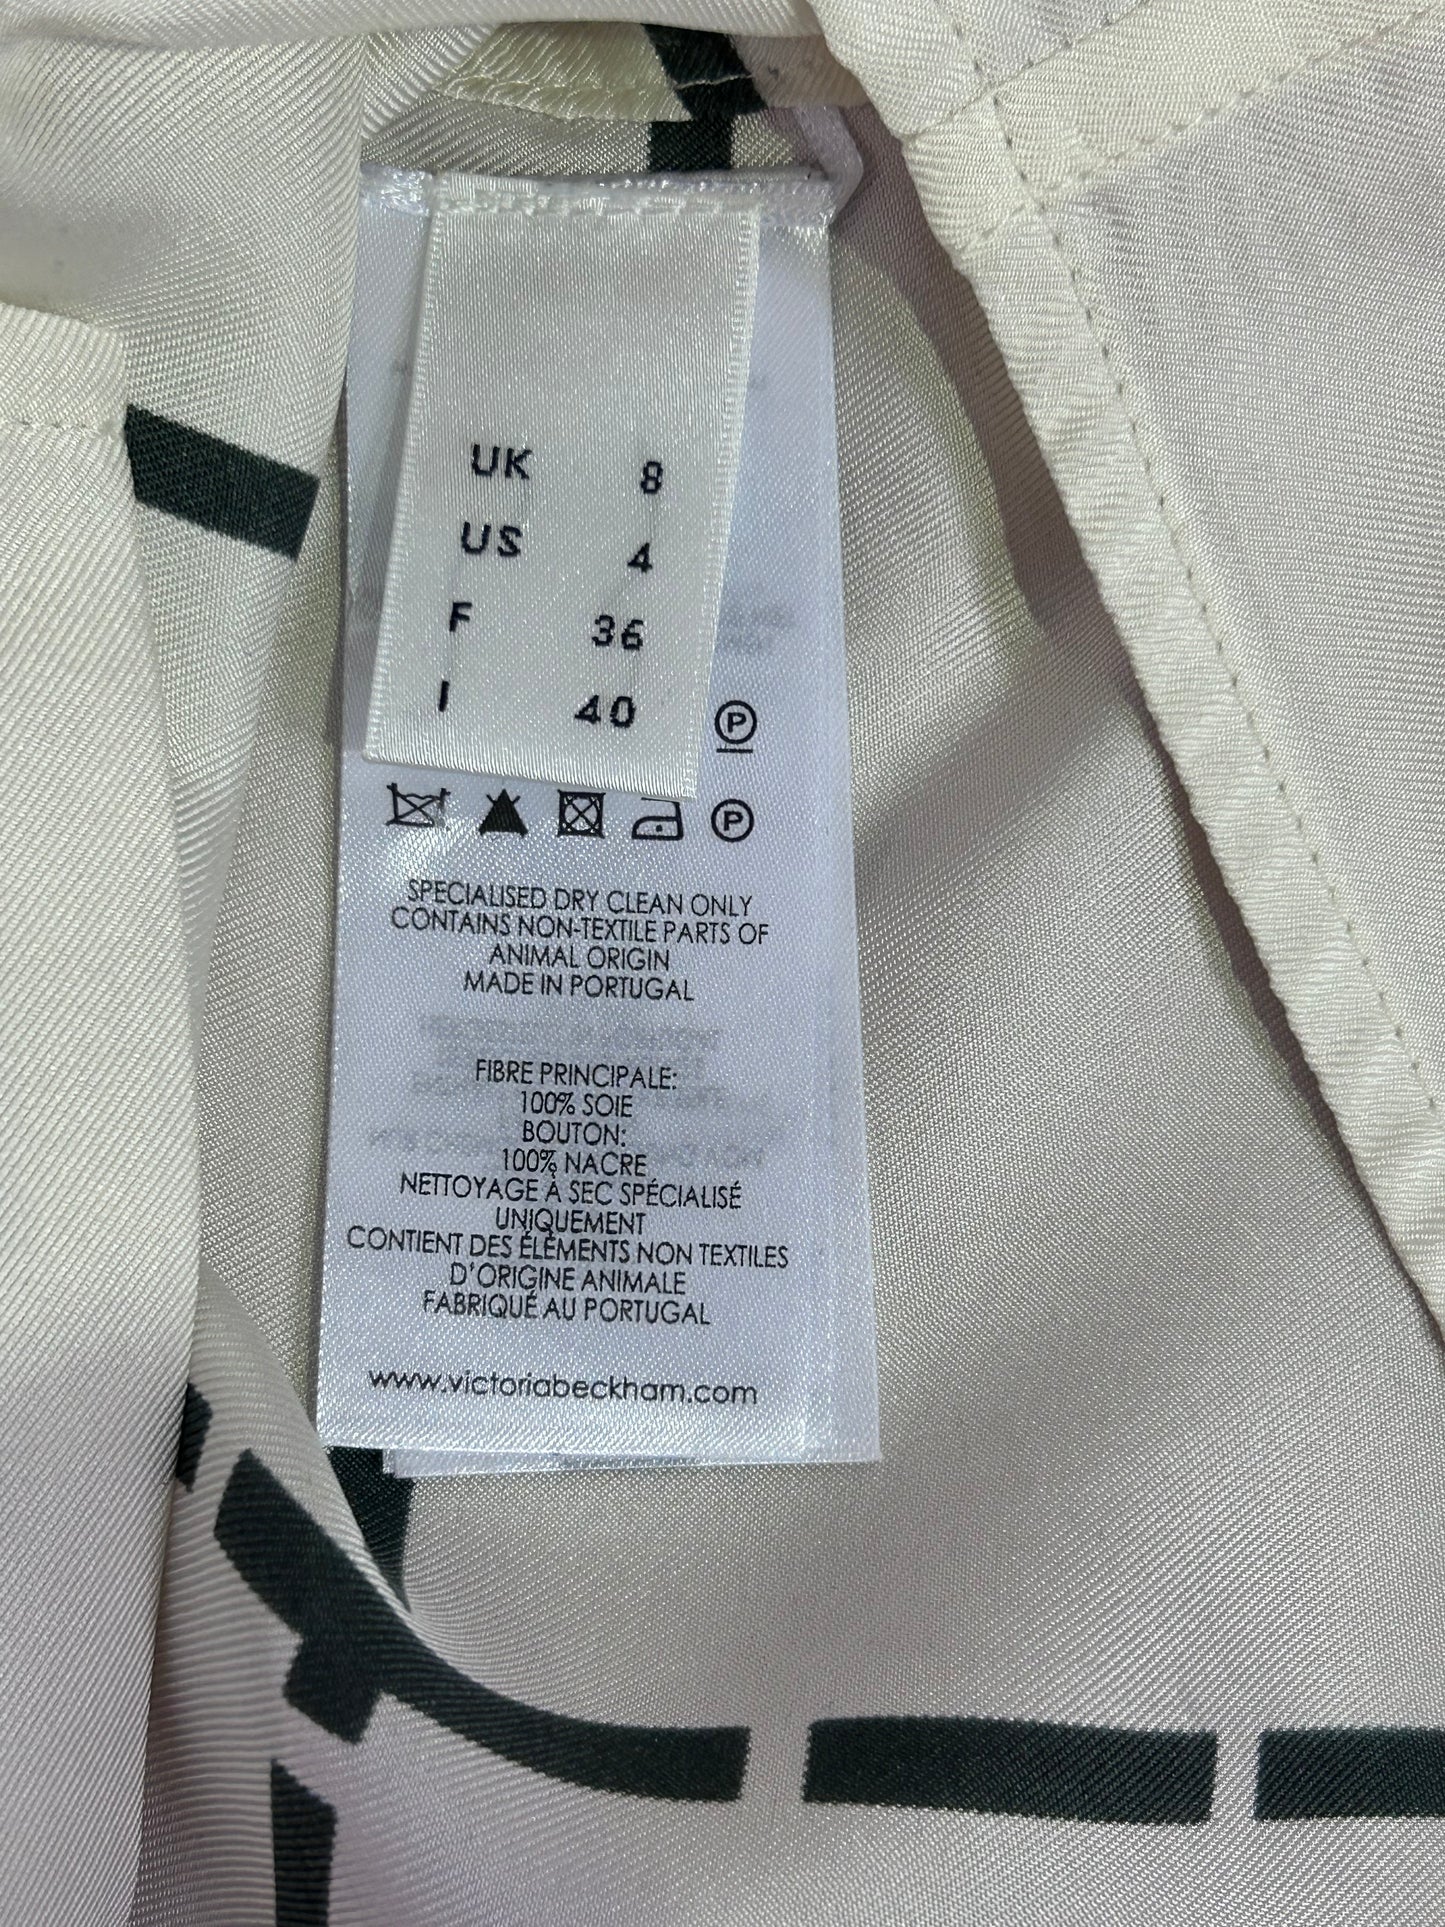 UK 8
US 4
F 36
I 40
P
P
SPECIALISED DRY CLEAN ONLY
CONTAINS NON-TEXTILE PARTS OF
ANIMAL ORIGIN
MADE IN PORTUGAL
FIBRE PRINCIPALE:
100% SOIE
BOUTON:
100% NACRE
NETTOYAGE À SEC SPÉCIALISÉ
UNIQUEMENT
CONTIENT DES ÉLÉMENTS NON TEXTILES
D'ORIGINE ANIMALE
FABRIQUÉ AU PORTUGAL
www.victoriabeckham.com